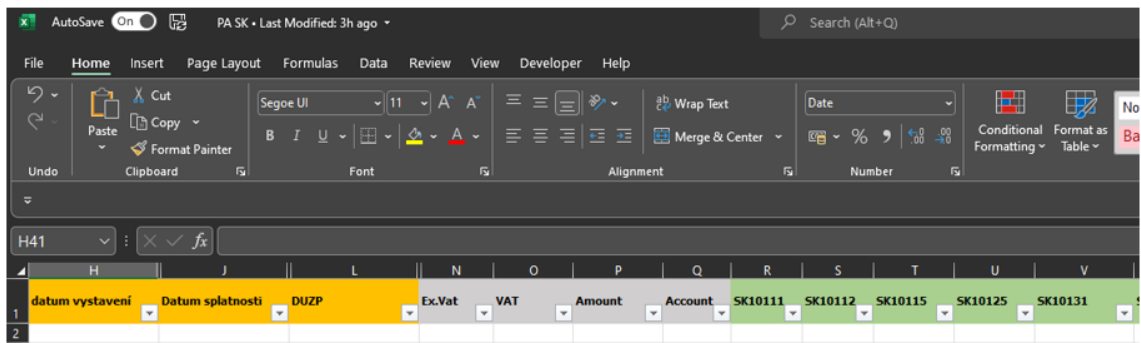 AutoSave On PA SK • Last Modified: 3h ago Search (Alt+Q)
File Home Insert Page Layout Formulas Data Review View Developer Help
Cut Segoe UI 11 Wrap Text Date
Paste Copy Merge & Center Conditional Formatting Format as Table
Format Painter
Undo Clipboard Font Alignment Number
H41 fx
H J L N O P Q R S T U V
1 datum vystavení Datum splatnosti DUZP Ex.Vat VAT Amount Account SK10111 SK10112 SK10115 SK10125 SK10131
2